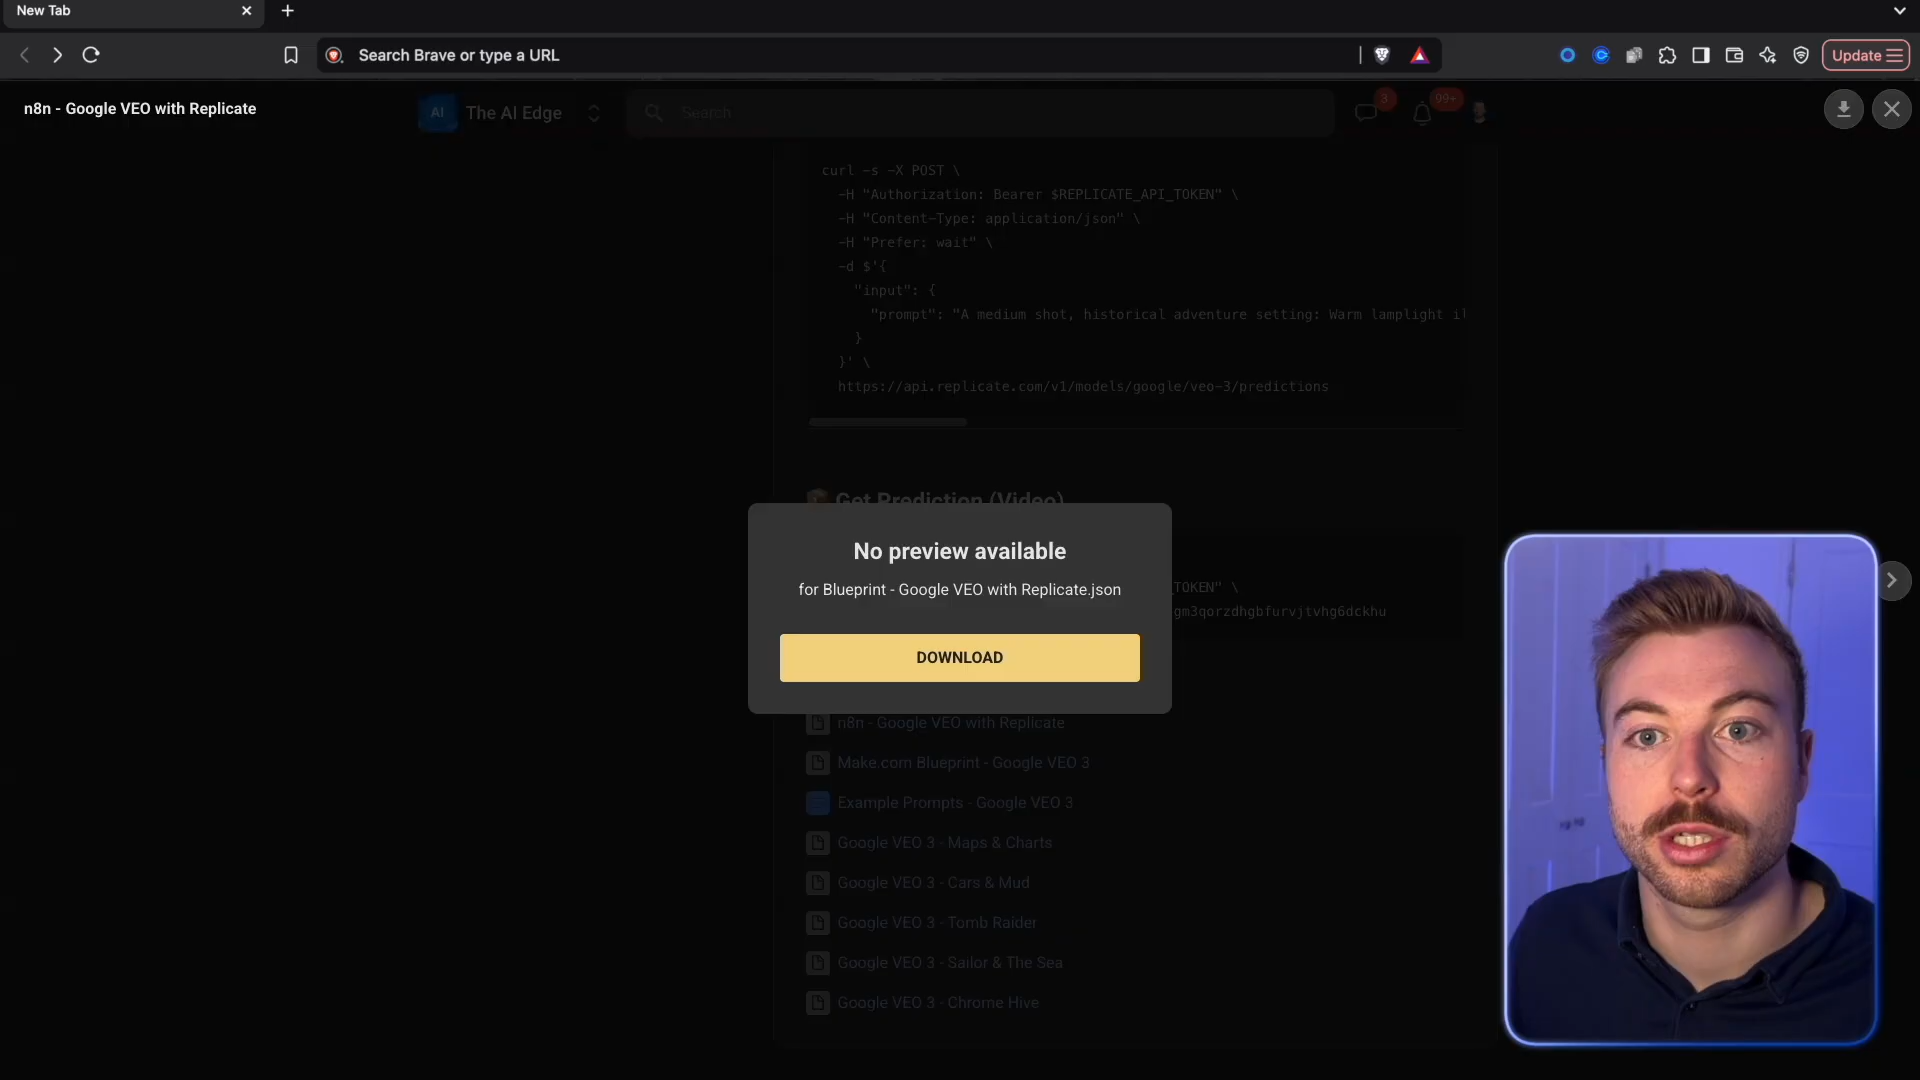 New Tab
Search Brave or type a URL
Update
n8n - Google VEO with Replicate
AI
The AI Edge
Search
3
99+
curl -s -X POST \
-H "Authorization: Bearer $REPLICATE_API_TOKEN" \
-H "Content-Type: application/json" \
-H "Prefer: wait" \
-d $'{
"input": {
"prompt": "A medium shot, historical adventure setting: Warm lamplight il
}
}' \
https://api.replicate.com/v1/models/google/veo-3/predictions
Get Prediction (Video)
No preview available
for Blueprint - Google VEO with Replicate.json
_TOKEN" \
gm3qorzdhgbfurvjtvhg6dckhu
DOWNLOAD
n8n - Google VEO with Replicate
Make.com Blueprint - Google VEO 3
Example Prompts - Google VEO 3
Google VEO 3 - Maps & Charts
Google VEO 3 - Cars & Mud
Google VEO 3 - Tomb Raider
Google VEO 3 - Sailor & The Sea
Google VEO 3 - Chrome Hive